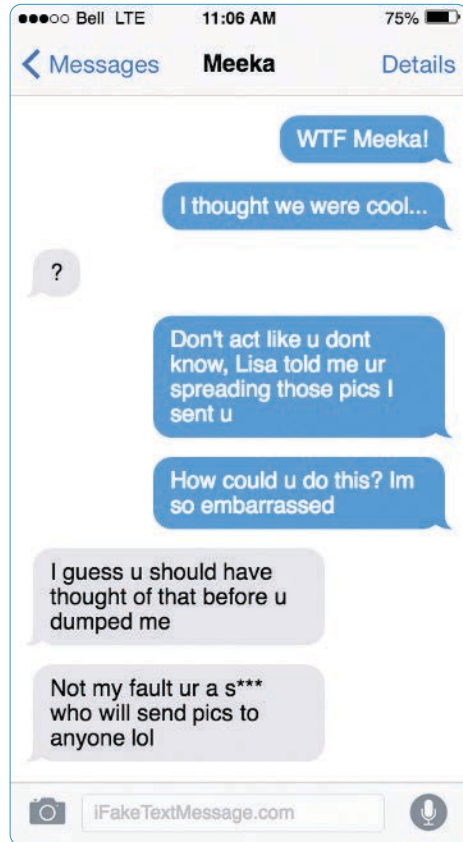 Bell LTE 11:06 AM 75%
Messages Meeka Details
WTF Meeka!
I thought we were cool...
?
Don't act like u dont
know, Lisa told me ur
spreading those pics I
sent u
How could u do this? Im
so embarrassed
I guess u should have
thought of that before u
dumped me
Not my fault ur a s***
who will send pics to
anyone lol
iFakeTextMessage.com